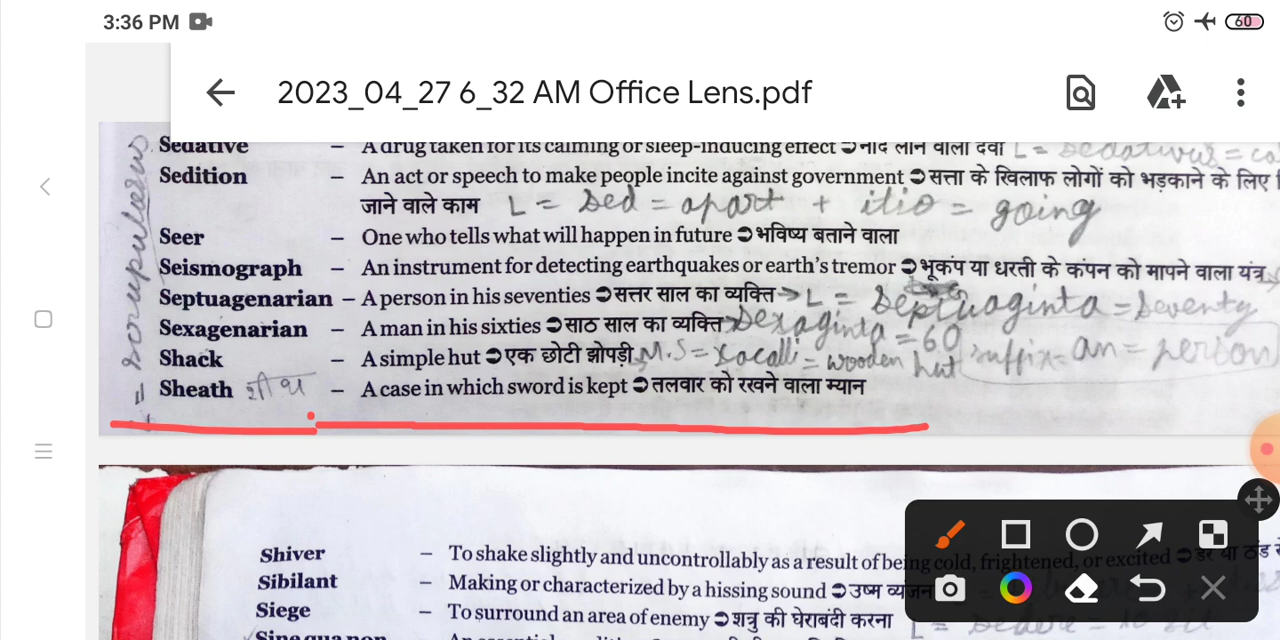 3:36 PM
60
2023_04_27 6_32 AM Office Lens.pdf
Sedative – A drug taken for its calming or sleep-inducing effect ➲ नींद लाने वाला दवा L = sedativus =
Sedition – An act or speech to make people incite against government ➲ सत्ता के खिलाफ लोगों को भड़काने के लिए
जाने वाले काम L = sed = apart + itio = going
Seer – One who tells what will happen in future ➲ भविष्य बताने वाला
Seismograph – An instrument for detecting earthquakes or earth's tremor ➲ भूकंप या धरती के कंपन को मापने वाला यंत्र
Septuagenarian – A person in his seventies ➲ सत्तर साल का व्यक्ति → L = Septuaginta = Seventy
Sexagenarian – A man in his sixties ➲ साठ साल का व्यक्ति Sexaginta = 60
Shack – A simple hut ➲ एक छोटी झोपड़ी M.S = xacalli = wooden hut suffix = an = person
Sheath शीथ – A case in which sword is kept ➲ तलवार को रखने वाला म्यान
Shiver – To shake slightly and uncontrollably as a result of being cold, frightened, or excited ➲ डर या ठंड से
Sibilant – Making or characterized by a hissing sound ➲ उष्म व्यंजन
Siege – To surround an area of enemy ➲ शत्रु की घेराबंदी करना L =
Sine qua non